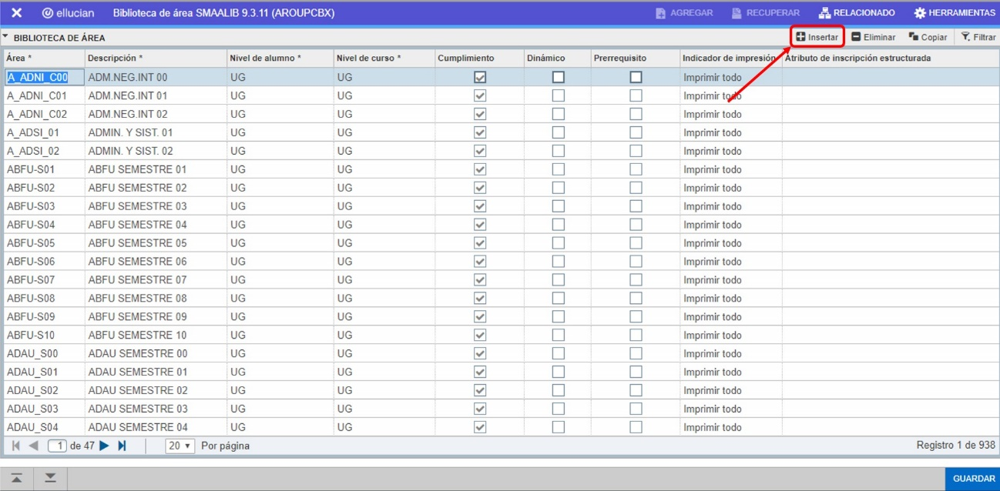 ellucian Biblioteca de área SMAALIB 9.3.11 (AROUPCBX) AGREGAR RECUPERAR RELACIONADO HERRAMIENTAS
BIBLIOTECA DE ÁREA Insertar Eliminar Copiar Filtrar
Área * Descripción * Nivel de alumno * Nivel de curso * Cumplimiento Dinámico Prerrequisito Indicador de impresión Atributo de inscripción estructurada
A_ADNI_C00 ADM.NEG.INT 00 UG UG Imprimir todo
A_ADNI_C01 ADM.NEG.INT 01 UG UG Imprimir todo
A_ADNI_C02 ADM.NEG.INT 02 UG UG Imprimir todo
A_ADSI_01 ADMIN. Y SIST. 01 UG UG Imprimir todo
A_ADSI_02 ADMIN. Y SIST. 02 UG UG Imprimir todo
ABFU-S01 ABFU SEMESTRE 01 UG UG Imprimir todo
ABFU-S02 ABFU SEMESTRE 02 UG UG Imprimir todo
ABFU-S03 ABFU SEMESTRE 03 UG UG Imprimir todo
ABFU-S04 ABFU SEMESTRE 04 UG UG Imprimir todo
ABFU-S05 ABFU SEMESTRE 05 UG UG Imprimir todo
ABFU-S06 ABFU SEMESTRE 06 UG UG Imprimir todo
ABFU-S07 ABFU SEMESTRE 07 UG UG Imprimir todo
ABFU-S08 ABFU SEMESTRE 08 UG UG Imprimir todo
ABFU-S09 ABFU SEMESTRE 09 UG UG Imprimir todo
ABFU-S10 ABFU SEMESTRE 10 UG UG Imprimir todo
ADAU_S00 ADAU SEMESTRE 00 UG UG Imprimir todo
ADAU_S01 ADAU SEMESTRE 01 UG UG Imprimir todo
ADAU_S02 ADAU SEMESTRE 02 UG UG Imprimir todo
ADAU_S03 ADAU SEMESTRE 03 UG UG Imprimir todo
ADAU_S04 ADAU SEMESTRE 04 UG UG Imprimir todo
1 de 47 20 Por página Registro 1 de 938
GUARDAR